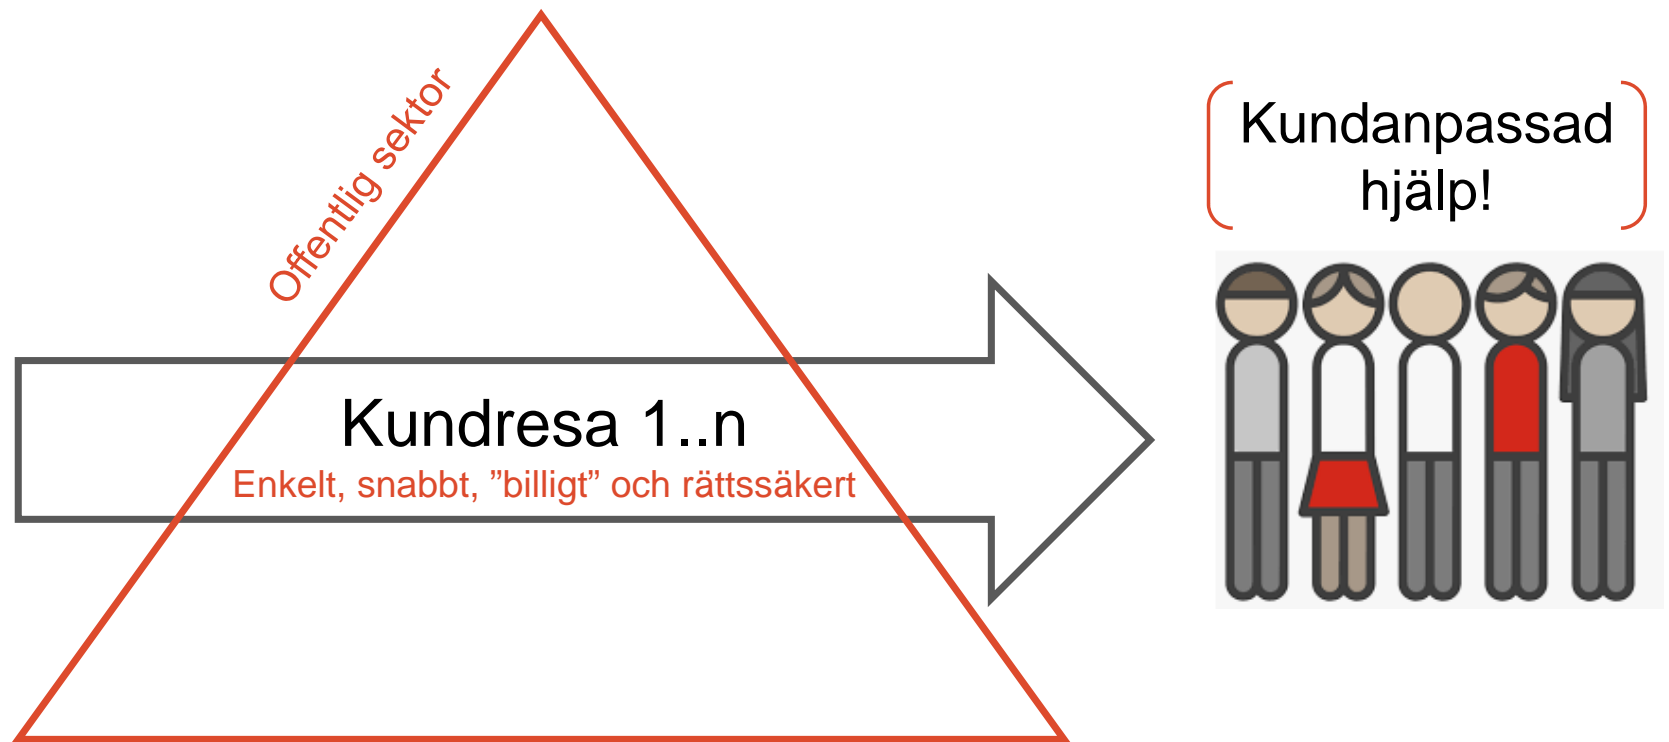 Offentlig sektor
Kundanpassad
hjälp!
Kundresa 1..n
Enkelt, snabbt, ”billigt” och rättssäkert